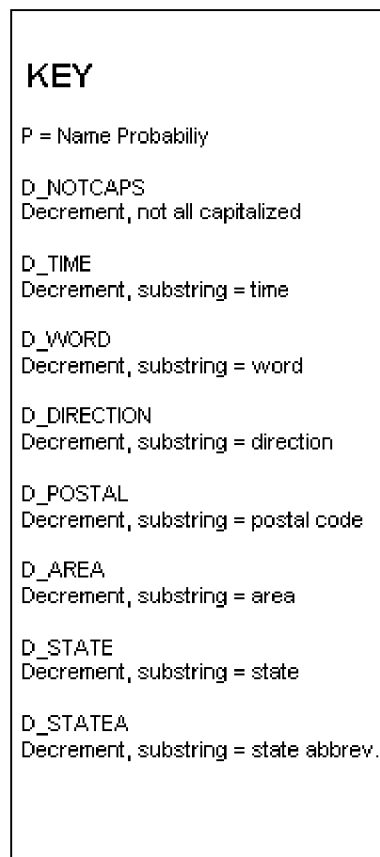 KEY
P = Name Probabiliy
D_NOTCAPS
Decrement, not all capitalized
D_TIME
Decrement, substring = time
D_WORD
Decrement, substring = word
D_DIRECTION
Decrement, substring = direction
D_POSTAL
Decrement, substring = postal code
D_AREA
Decrement, substring = area
D_STATE
Decrement, substring = state
D_STATEA
Decrement, substring = state abbrev.